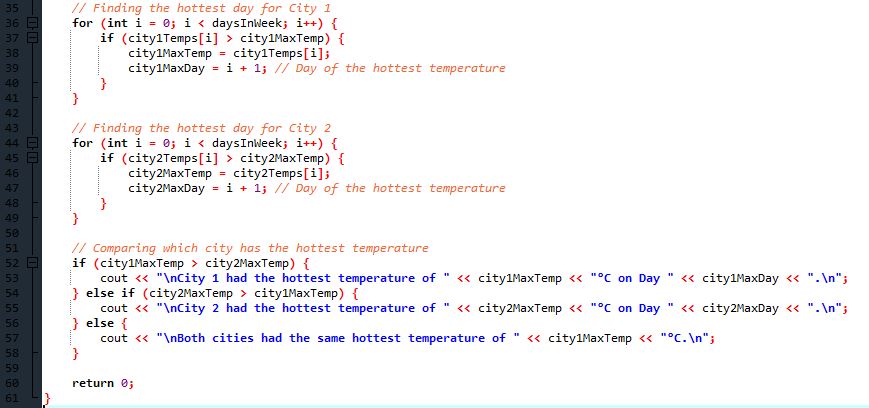 35 // Finding the hottest day for City 1
36 for (int i = 0; i < daysInWeek; i++) {
37 if (city1Temps[i] > city1MaxTemp) {
38 city1MaxTemp = city1Temps[i];
39 city1MaxDay = i + 1; // Day of the hottest temperature
40 }
41 }
42
43 // Finding the hottest day for City 2
44 for (int i = 0; i < daysInWeek; i++) {
45 if (city2Temps[i] > city2MaxTemp) {
46 city2MaxTemp = city2Temps[i];
47 city2MaxDay = i + 1; // Day of the hottest temperature
48 }
49 }
50
51 // Comparing which city has the hottest temperature
52 if (city1MaxTemp > city2MaxTemp) {
53 cout << "\nCity 1 had the hottest temperature of " << city1MaxTemp << "°C on Day " << city1MaxDay << ".\n";
54 } else if (city2MaxTemp > city1MaxTemp) {
55 cout << "\nCity 2 had the hottest temperature of " << city2MaxTemp << "°C on Day " << city2MaxDay << ".\n";
56 } else {
57 cout << "\nBoth cities had the same hottest temperature of " << city1MaxTemp << "°C.\n";
58 }
59
60 return 0;
61 }